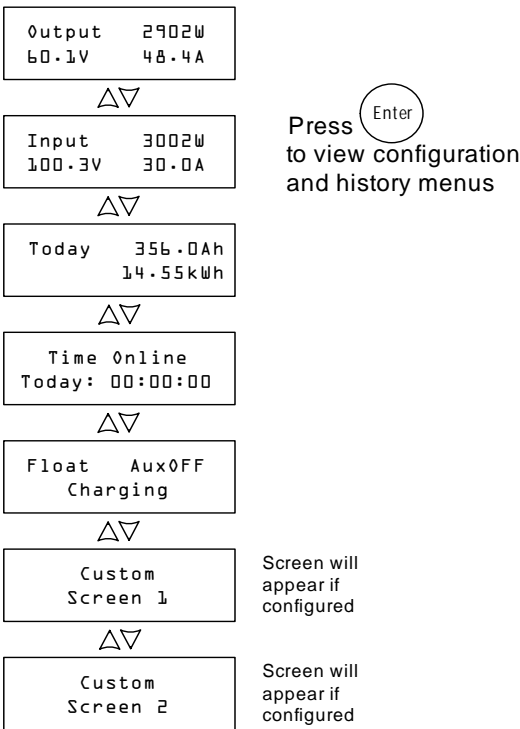 Output 2902W
60.1V 48.4A
Input 3002W
100.3V 30.0A
Press Enter
to view configuration
and history menus
Today 356.0Ah
14.55kWh
Time Online
Today: 00:00:00
Float AuxOFF
Charging
Custom
Screen 1
Screen will
appear if
configured
Custom
Screen 2
Screen will
appear if
configured